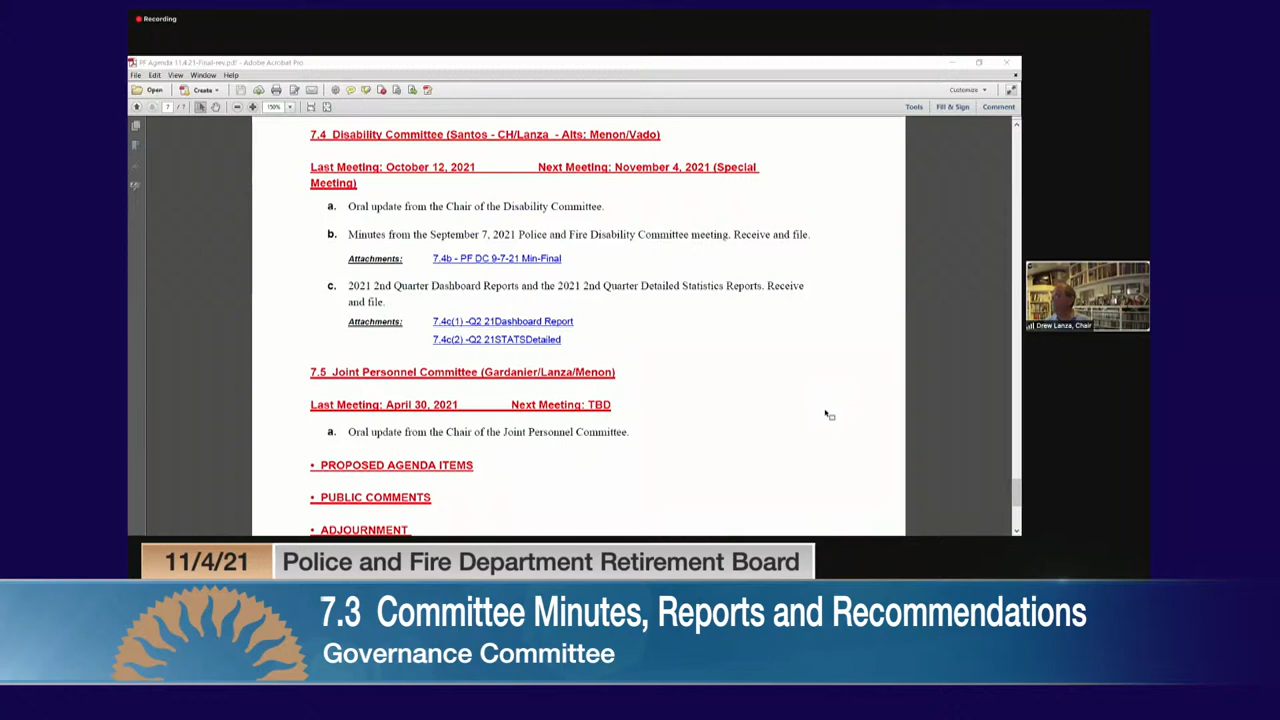 Recording
PF Agenda 11.4.21-Final-rev.pdf - Adobe Acrobat Pro
File Edit View Window Help
Open Create Customize
7 / 7 150% Tools Fill & Sign Comment
7.4 Disability Committee (Santos - CH/Lanza - Alts: Menon/Vado)
Last Meeting: October 12, 2021 Next Meeting: November 4, 2021 (Special
Meeting)
a. Oral update from the Chair of the Disability Committee.
b. Minutes from the September 7, 2021 Police and Fire Disability Committee meeting. Receive and file.
Attachments: 7.4b - PF DC 9-7-21 Min-Final
c. 2021 2nd Quarter Dashboard Reports and the 2021 2nd Quarter Detailed Statistics Reports. Receive
and file.
Attachments: 7.4c(1) -Q2 21Dashboard Report
7.4c(2) -Q2 21STATSDetailed
7.5 Joint Personnel Committee (Gardanier/Lanza/Menon)
Last Meeting: April 30, 2021 Next Meeting: TBD
a. Oral update from the Chair of the Joint Personnel Committee.
• PROPOSED AGENDA ITEMS
• PUBLIC COMMENTS
• ADJOURNMENT
Drew Lanza, Chair
11/4/21 Police and Fire Department Retirement Board
7.3 Committee Minutes, Reports and Recommendations
Governance Committee